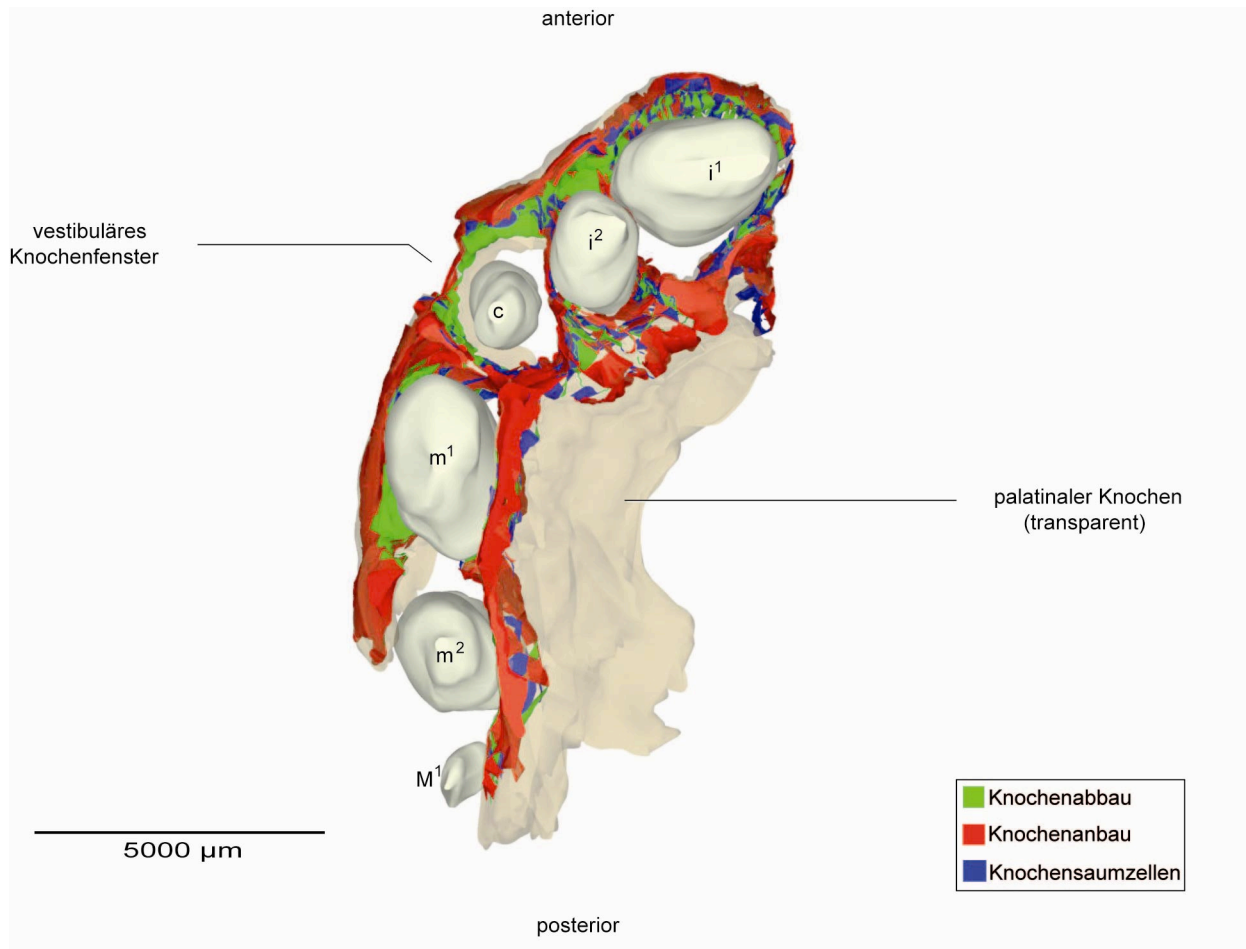 anterior
i¹
vestibuläres
Knochenfenster
i²
c
m¹
palatinaler Knochen
(transparent)
m²
M¹
Knochenabbau
Knochenanbau
Knochensaumzellen
5000 µm
posterior